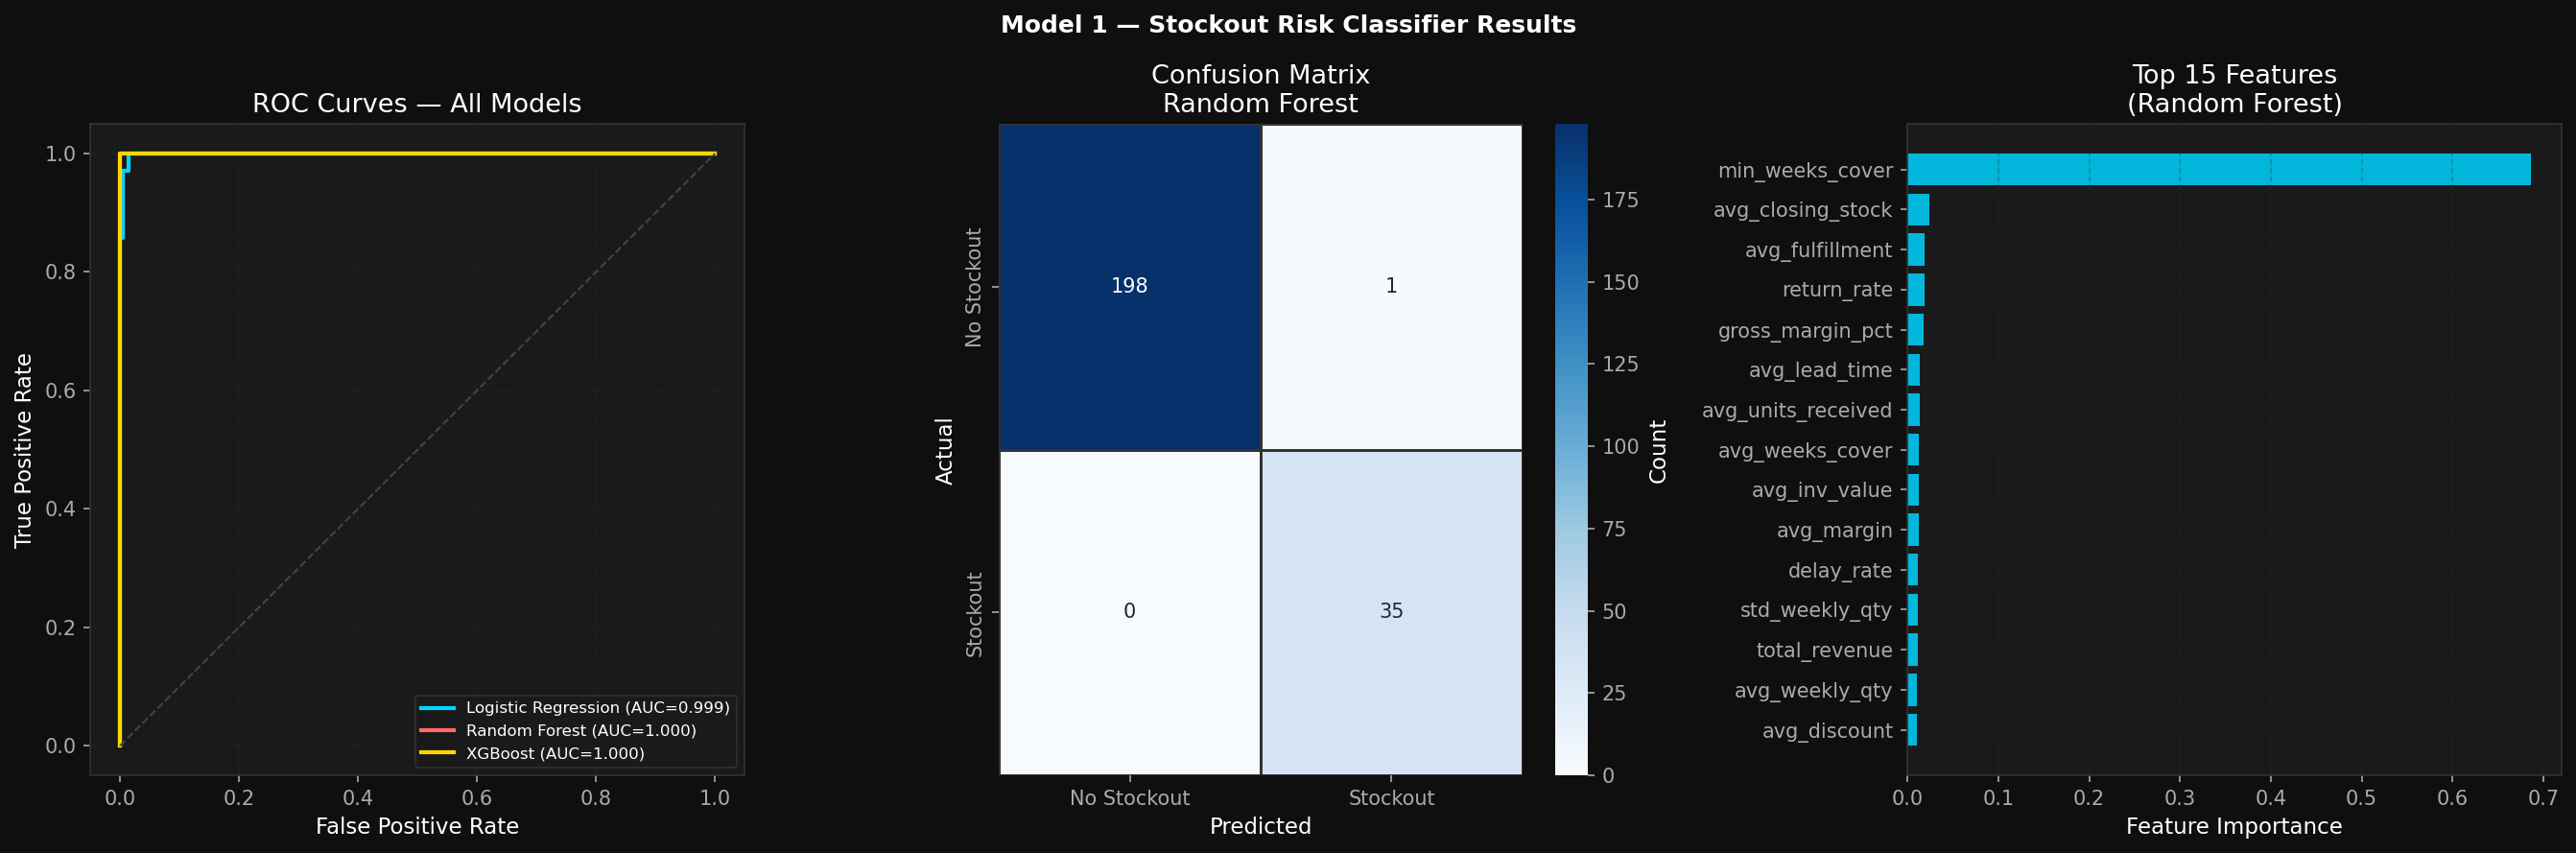 Model 1 — Stockout Risk Classifier Results
ROC Curves — All Models
True Positive Rate
1.0
0.8
0.6
0.4
0.2
0.0
0.0 0.2 0.4 0.6 0.8 1.0
False Positive Rate
Logistic Regression (AUC=0.999)
Random Forest (AUC=1.000)
XGBoost (AUC=1.000)
Confusion Matrix
Random Forest
Actual
No Stockout
Stockout
198 1
0 35
No Stockout Stockout
Predicted
175
150
125
100
75
50
25
0
Count
Top 15 Features
(Random Forest)
min_weeks_cover
avg_closing_stock
avg_fulfillment
return_rate
gross_margin_pct
avg_lead_time
avg_units_received
avg_weeks_cover
avg_inv_value
avg_margin
delay_rate
std_weekly_qty
total_revenue
avg_weekly_qty
avg_discount
0.0 0.1 0.2 0.3 0.4 0.5 0.6 0.7
Feature Importance